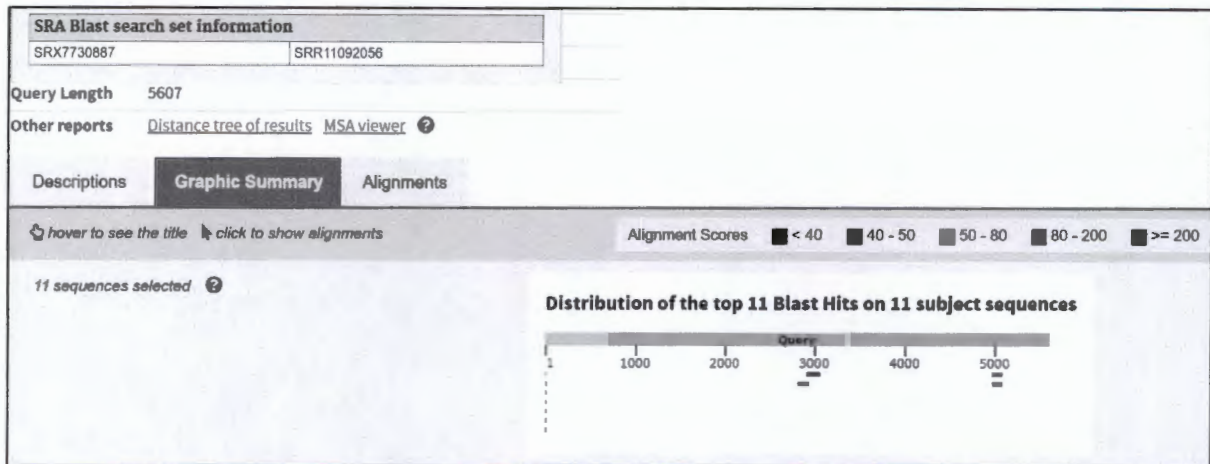 SRA Blast search set information
SRX7730887 SRR11092056
Query Length 5607
Other reports Distance tree of results MSA viewer ?
Descriptions Graphic Summary Alignments
hover to see the title click to show alignments Alignment Scores < 40 40 - 50 50 - 80 80 - 200 >= 200
11 sequences selected ?
Distribution of the top 11 Blast Hits on 11 subject sequences
Query
1 1000 2000 3000 4000 5000